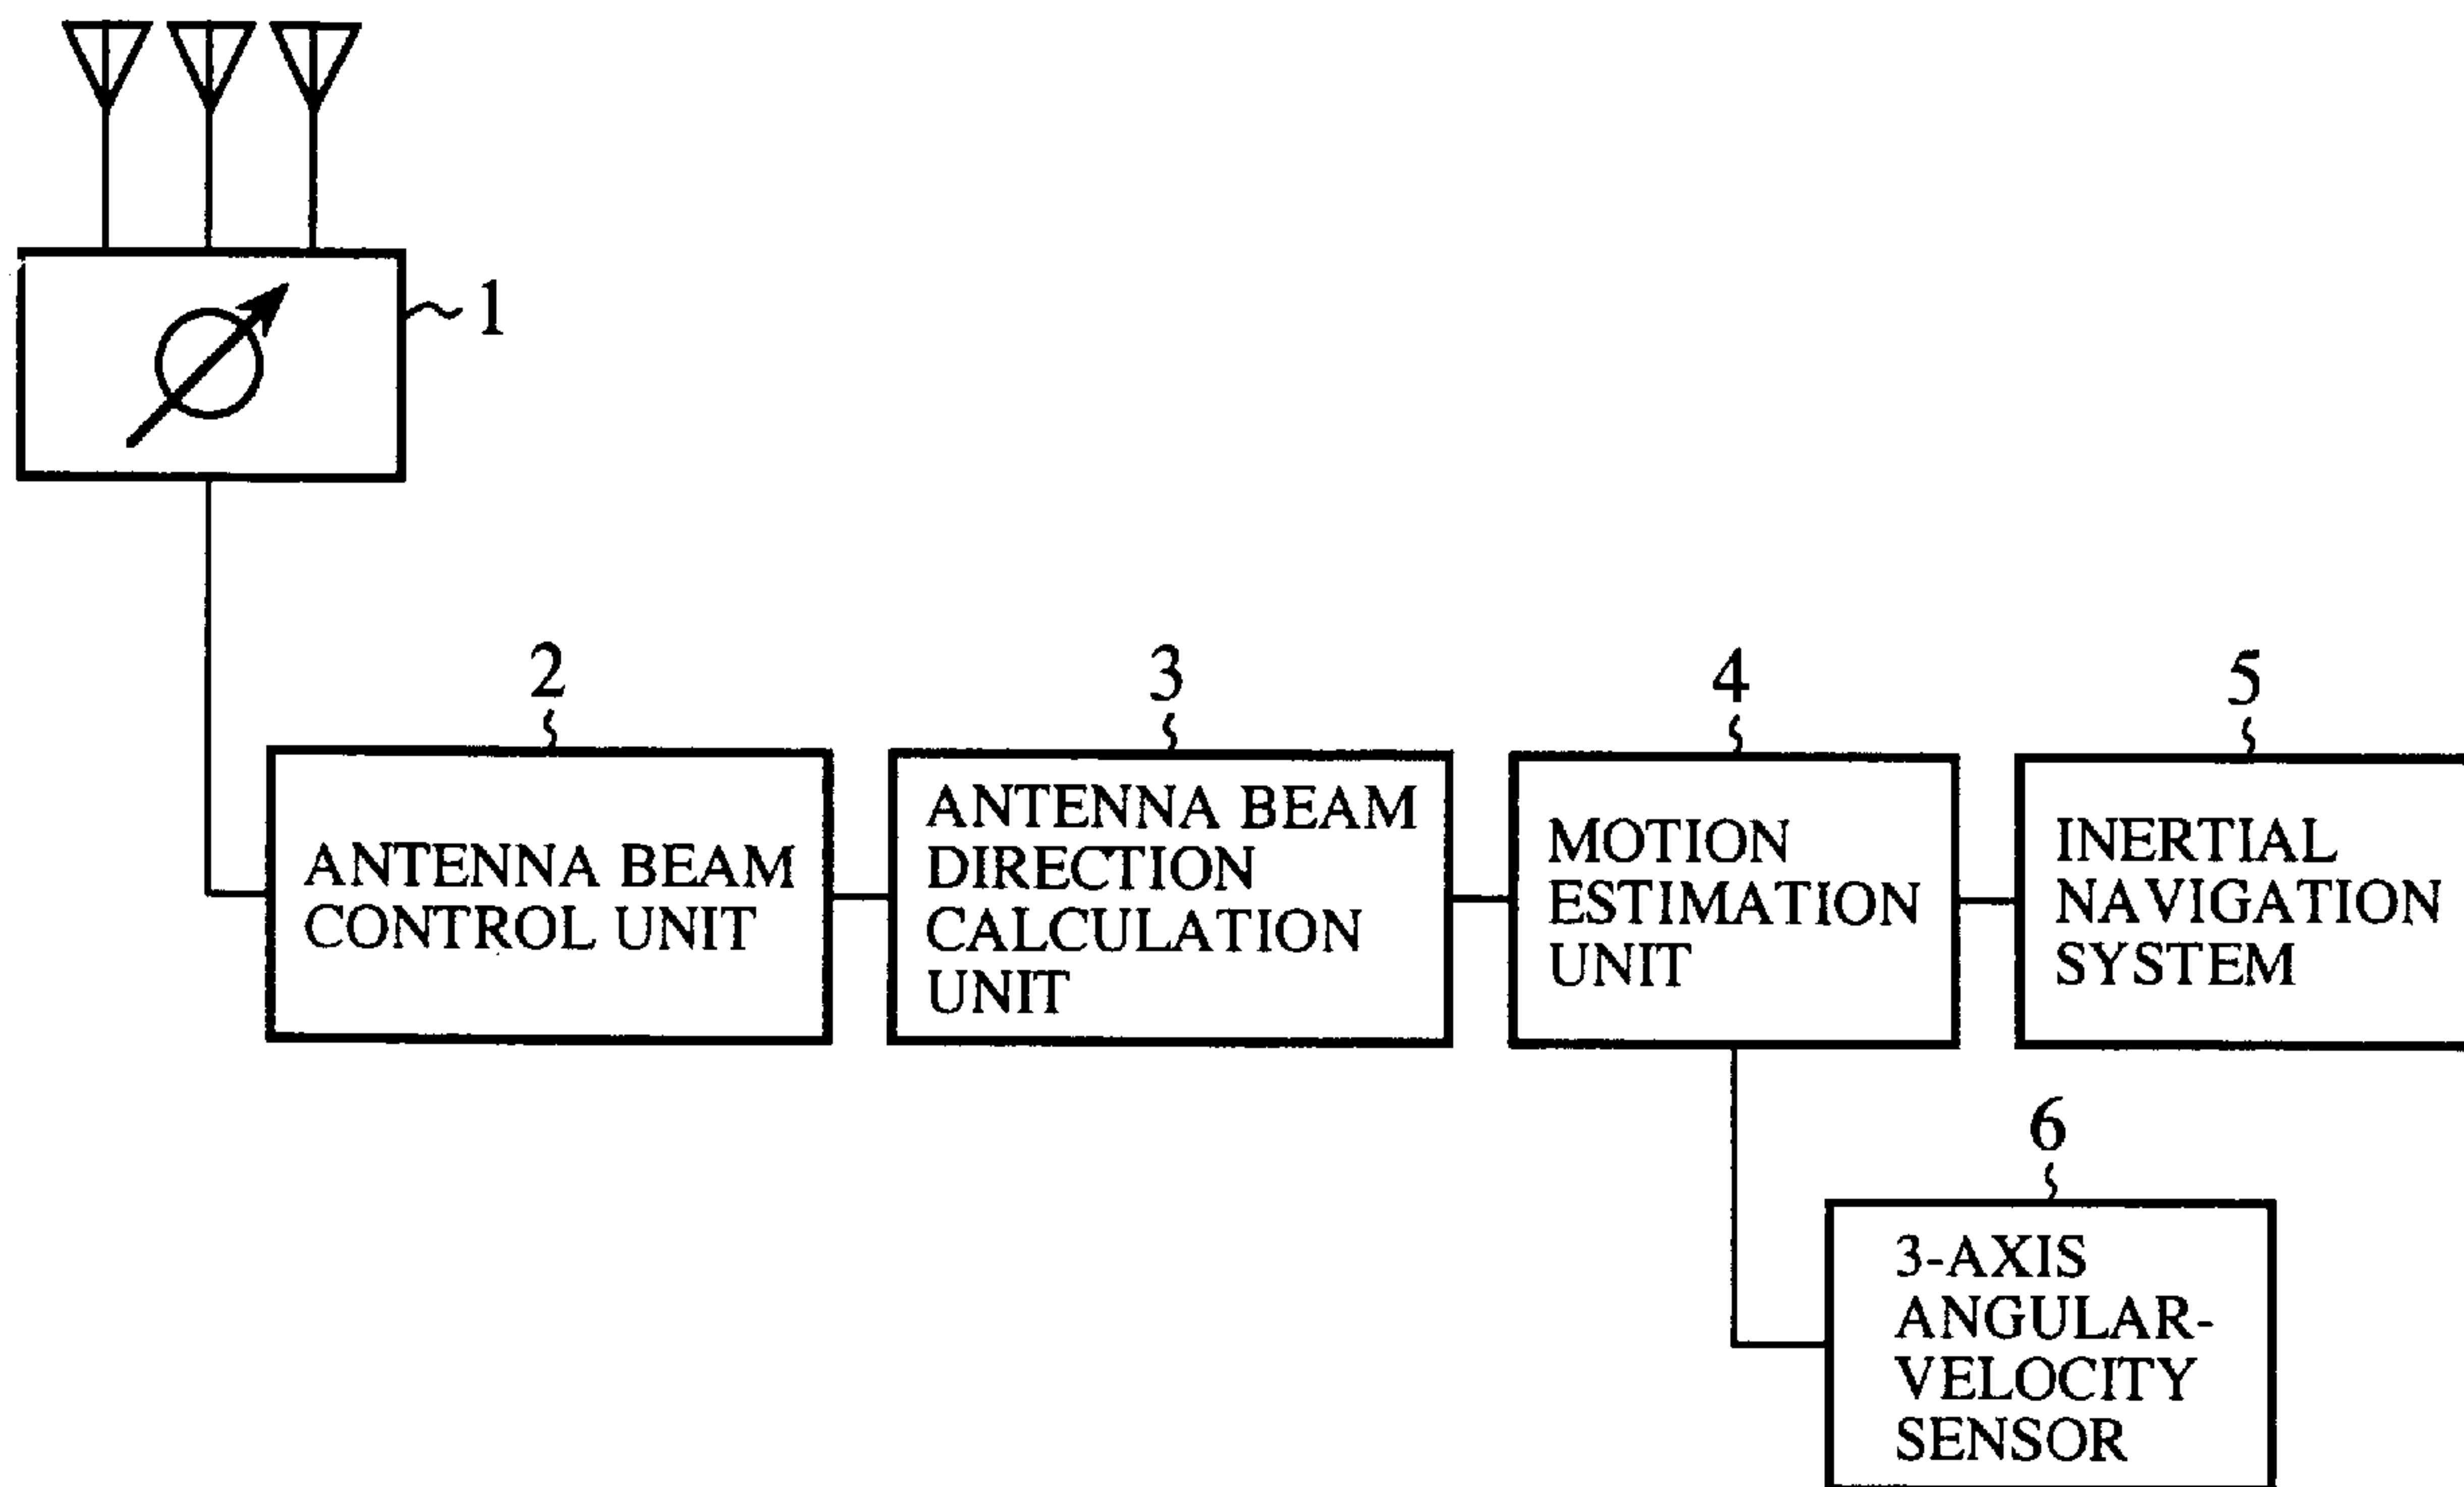 1
2
3
4
5
ANTENNA BEAM
CONTROL UNIT
ANTENNA BEAM
DIRECTION
CALCULATION
UNIT
MOTION
ESTIMATION
UNIT
INERTIAL
NAVIGATION
SYSTEM
6
3-AXIS
ANGULAR-
VELOCITY
SENSOR